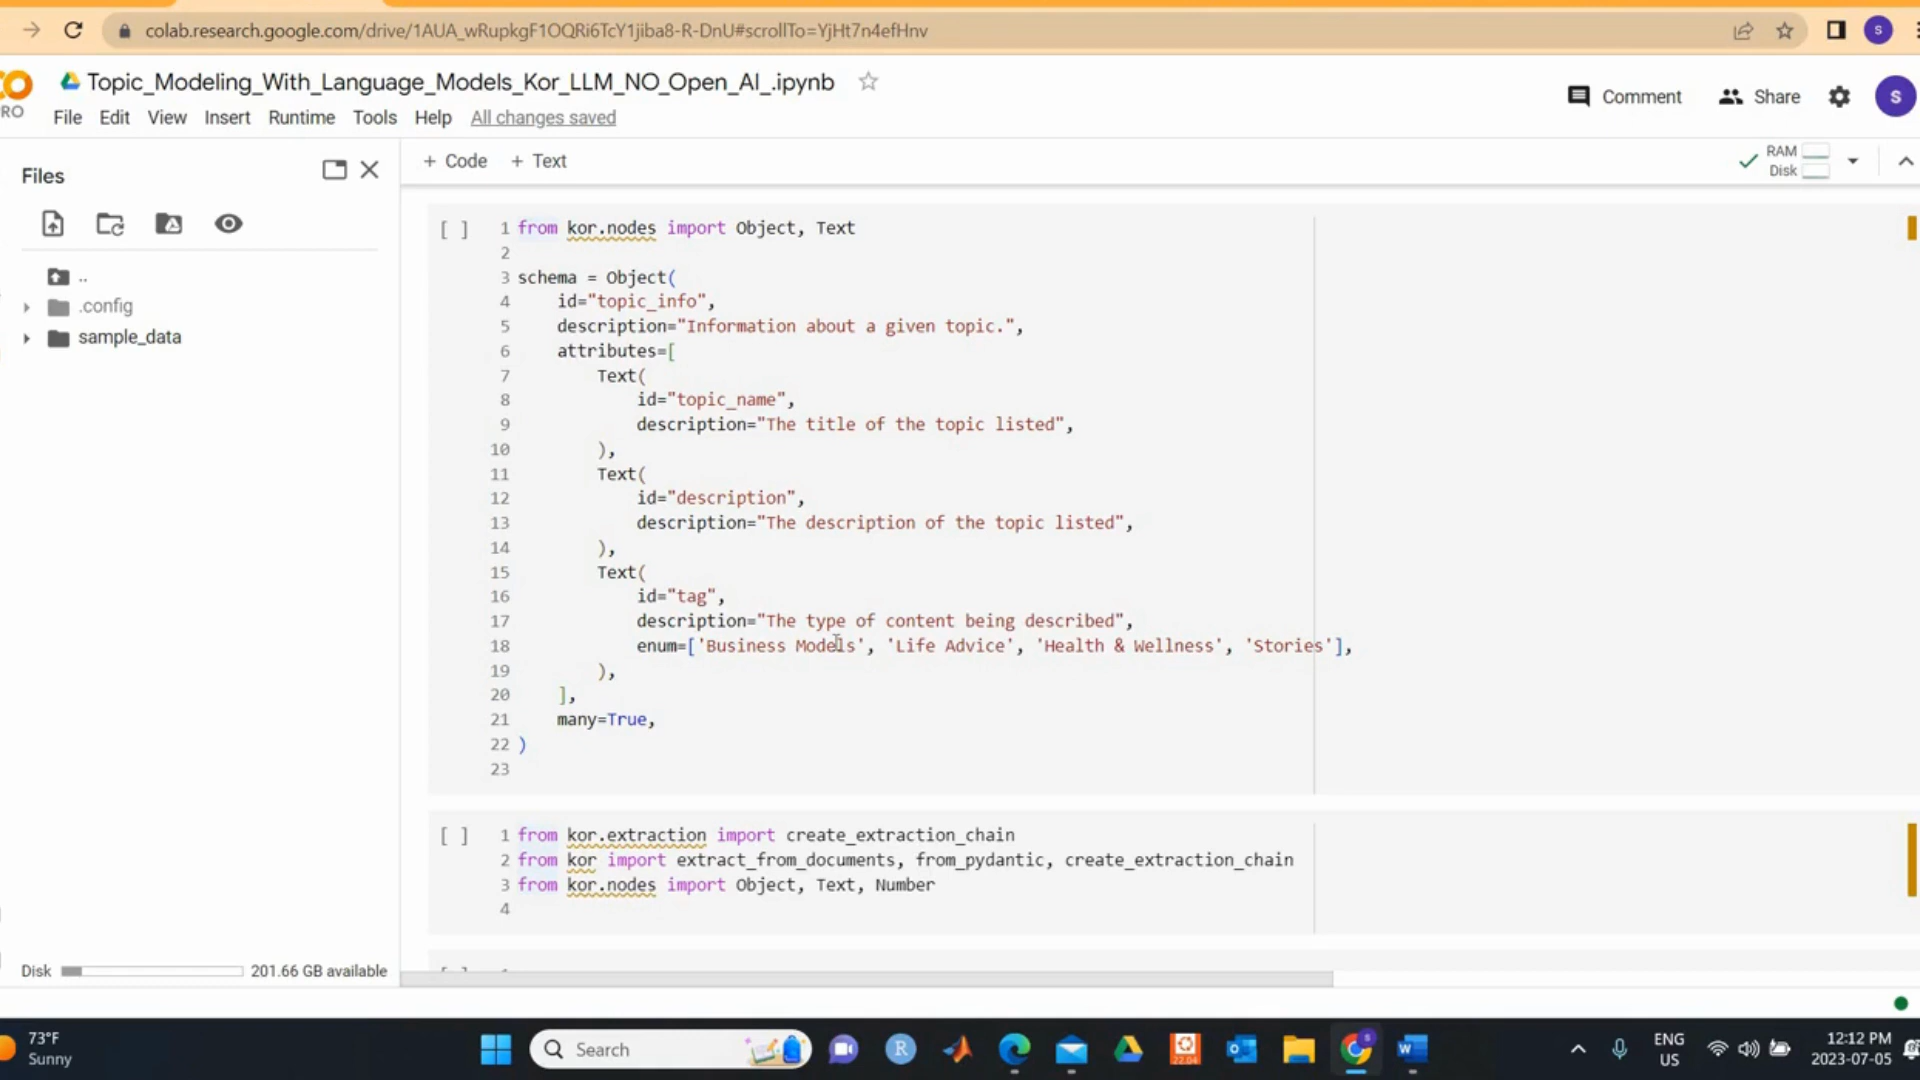 colab.research.google.com/drive/1AUA_wRupkgF1OQRi6TcY1jiba8-R-DnU#scrollTo=YjHt7n4efHnv
S
Topic_Modeling_With_Language_Models_Kor_LLM_NO_Open_AI_.ipynb
PRO
File Edit View Insert Runtime Tools Help All changes saved
Comment Share S
Files
+ Code + Text
RAM
Disk
..
.config
sample_data
[ ] 1 from kor.nodes import Object, Text
2
3 schema = Object(
4 id="topic_info",
5 description="Information about a given topic.",
6 attributes=[
7 Text(
8 id="topic_name",
9 description="The title of the topic listed",
10 ),
11 Text(
12 id="description",
13 description="The description of the topic listed",
14 ),
15 Text(
16 id="tag",
17 description="The type of content being described",
18 enum=['Business Models', 'Life Advice', 'Health & Wellness', 'Stories'],
19 ),
20 ],
21 many=True,
22 )
23
[ ] 1 from kor.extraction import create_extraction_chain
2 from kor import extract_from_documents, from_pydantic, create_extraction_chain
3 from kor.nodes import Object, Text, Number
4
Disk 201.66 GB available
73°F
Sunny
Search
R
22.04
ENG
US
12:12 PM
2023-07-05